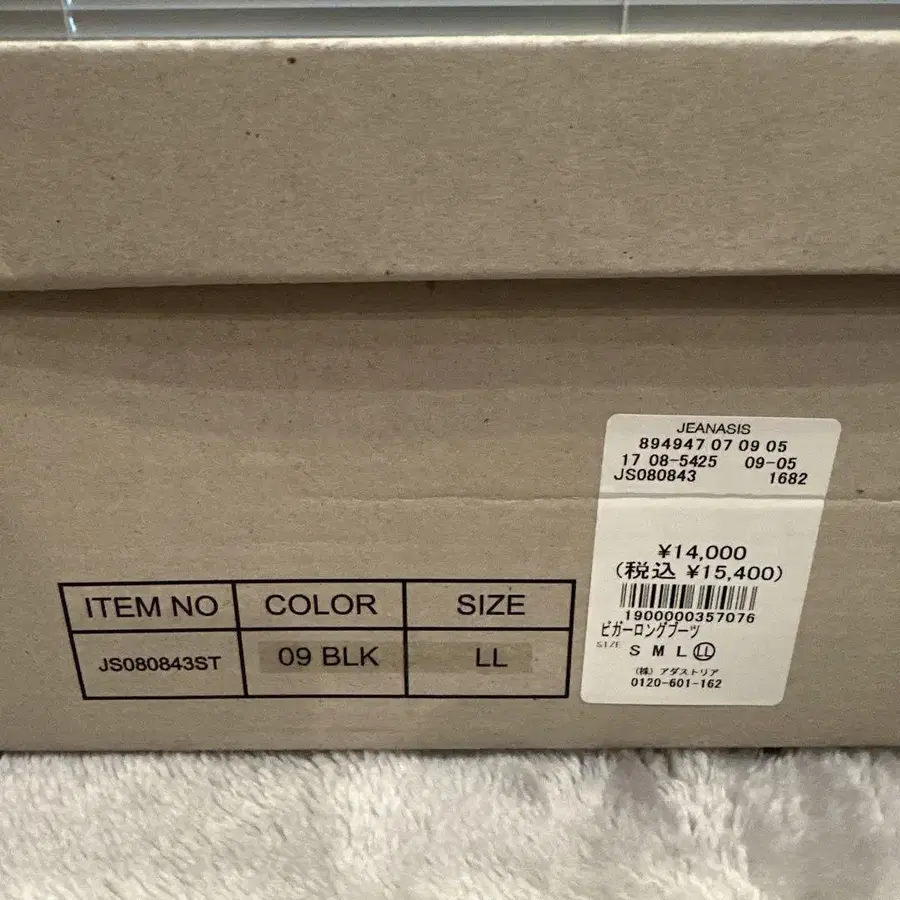 JEANASIS
894947 07 09 05
17 08-5425 09-05
JS080843 1682
¥14,000
(税込 ¥15,400)
1900000357076
ビガーロングブーツ
SIZE S M L LL
(株) アダストリア
0120-601-162
ITEM NO COLOR SIZE
JS080843ST 09 BLK LL